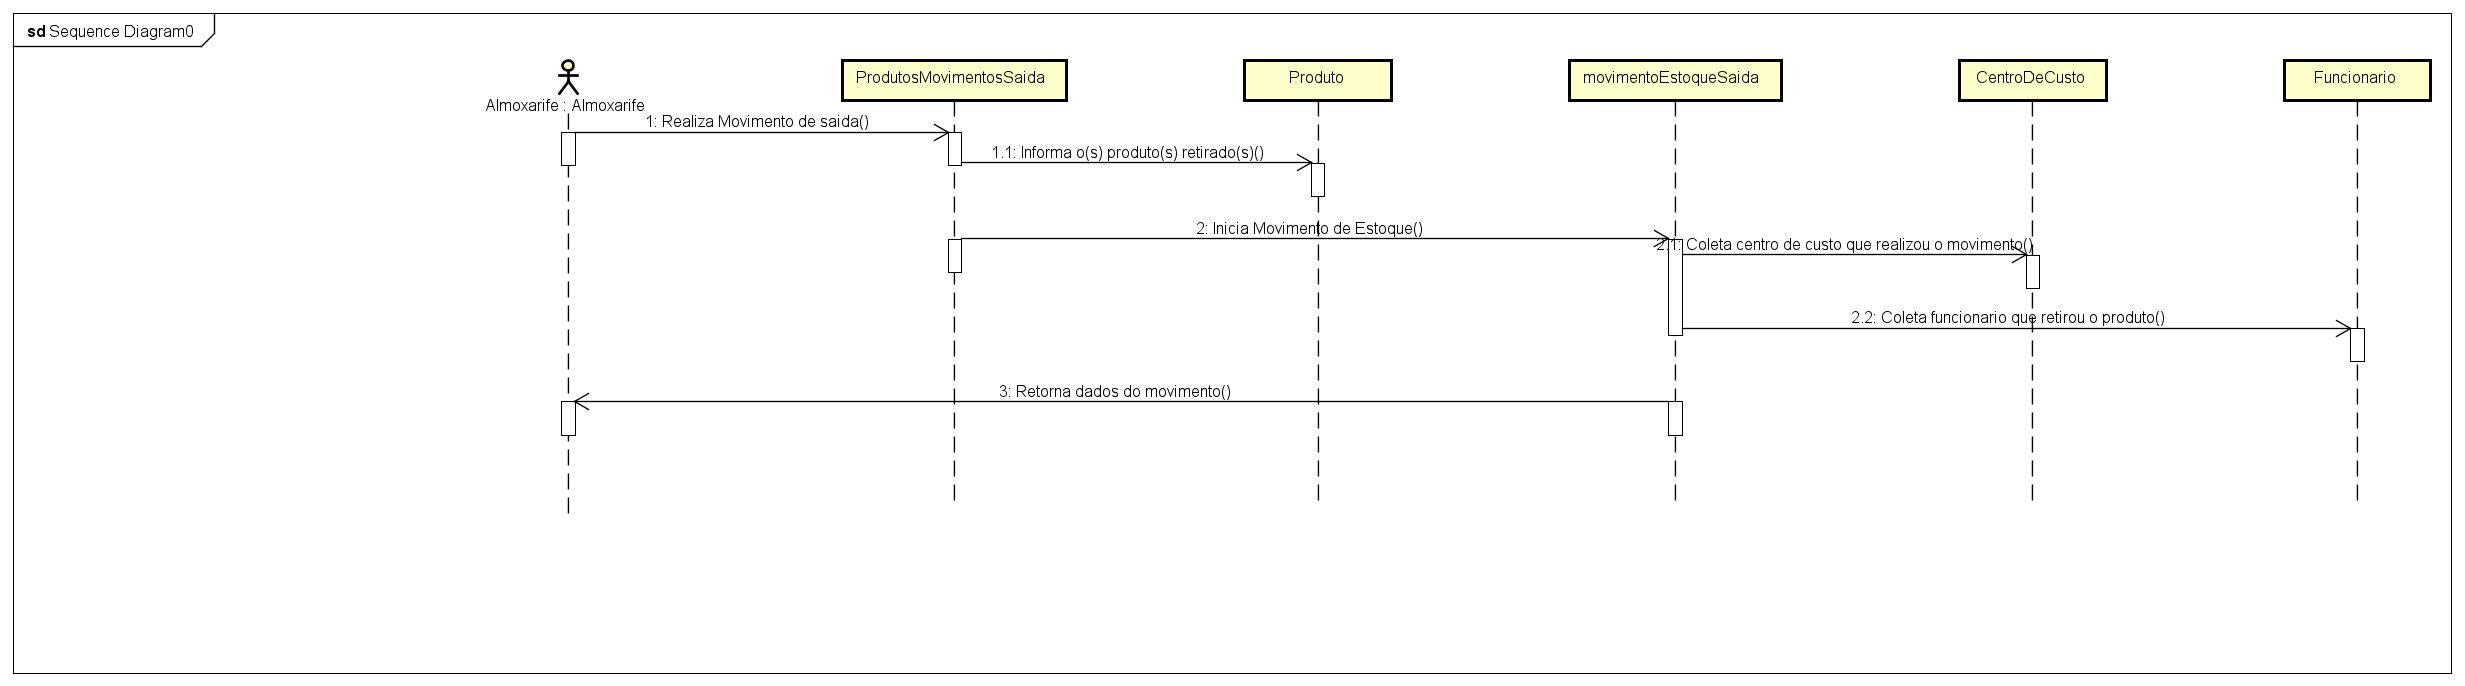 sd Sequence Diagram0
Almoxarife : Almoxarife
ProdutosMovimentosSaida
Produto
movimentoEstoqueSaida
CentroDeCusto
Funcionario
1: Realiza Movimento de saida()
1.1: Informa o(s) produto(s) retirado(s)()
2: Inicia Movimento de Estoque()
2.1: Coleta centro de custo que realizou o movimento()
2.2: Coleta funcionario que retirou o produto()
3: Retorna dados do movimento()